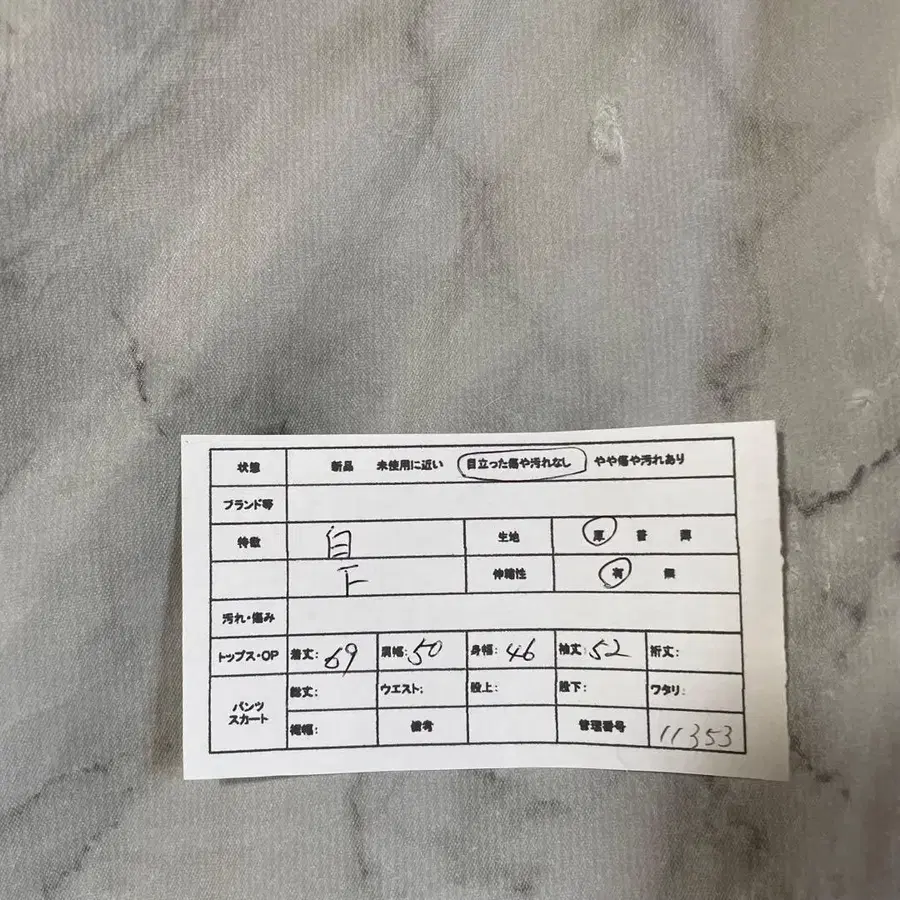 状態 新品 未使用に近い 目立った傷や汚れなし やや傷や汚れあり
ブランド等
特徴 自 生地 厚 普 薄
下 伸縮性 有 無
汚れ・傷み
トップス・OP 着丈: 69 肩幅: 50 身幅: 46 袖丈: 52 裄丈:
パンツ スカート 総丈: ウエスト: 股上: 股下: ワタリ:
裾幅: 備考 管理番号 11353